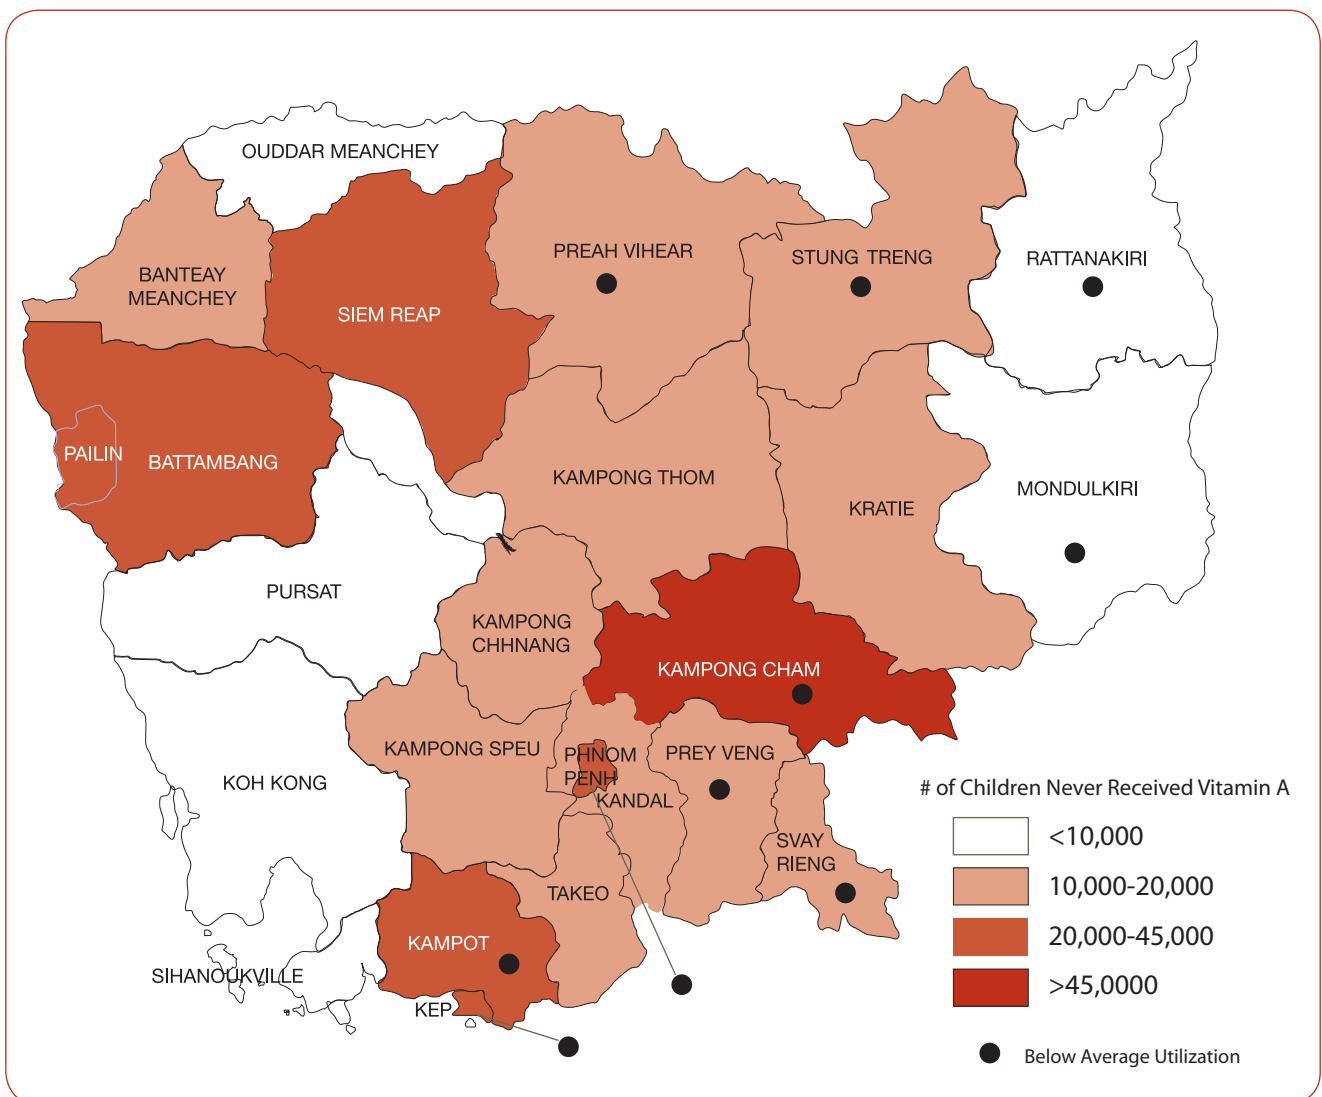 OUDDAR MEANCHEY
PREAH VIHEAR
STUNG TRENG
RATTANAKIRI
BANTEAY
MEANCHEY
SIEM REAP
PAILIN
BATTAMBANG
KAMPONG THOM
KRATIE
MONDULKIRI
PURSAT
KAMPONG
CHHNANG
KAMPONG CHAM
KAMPONG SPEU
PHNOM
PENH
PREY VENG
KOH KONG
KANDAL
SVAY
RIENG
TAKEO
KAMPOT
SIHANOUKVILLE
KEP
# of Children Never Received Vitamin A
<10,000
10,000-20,000
20,000-45,000
>45,0000
Below Average Utilization